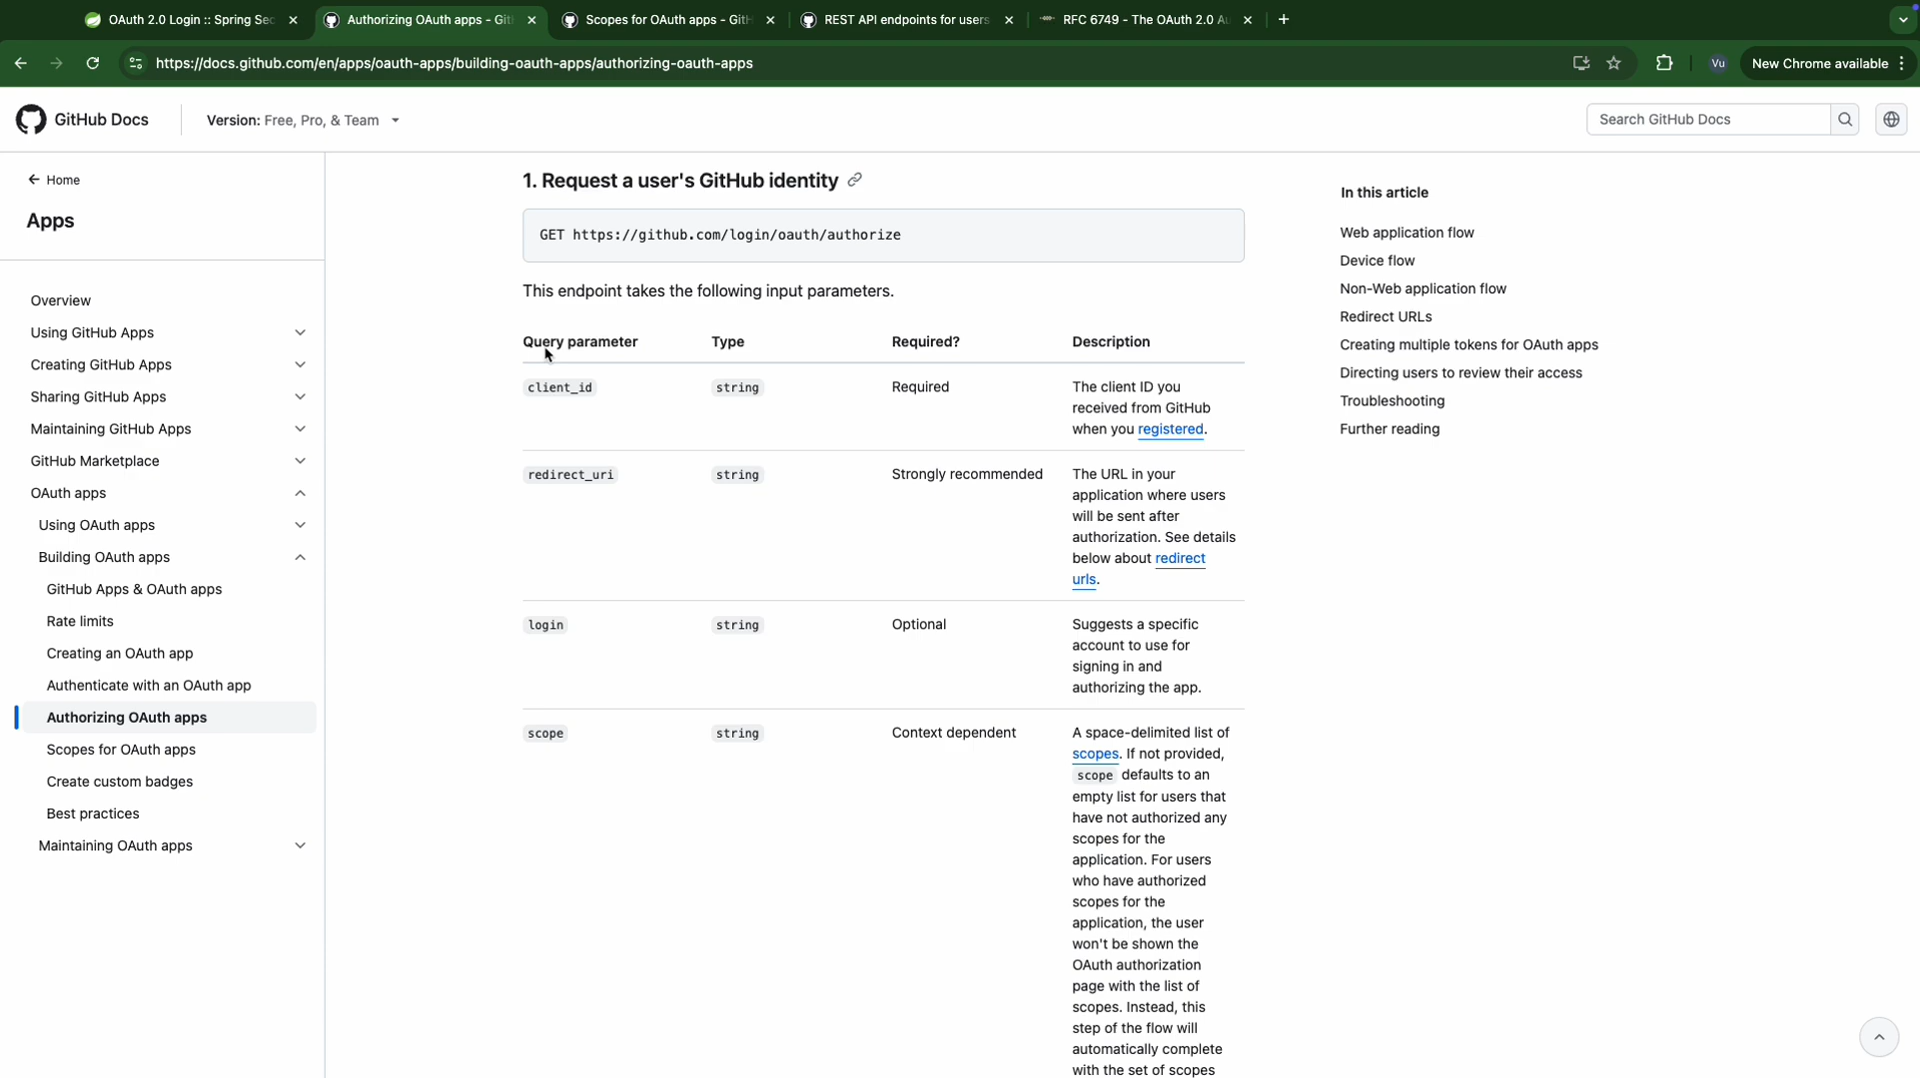 OAuth 2.0 Login :: Spring Sec
Authorizing OAuth apps - Git
Scopes for OAuth apps - GitH
REST API endpoints for users
RFC 6749 - The OAuth 2.0 Au
https://docs.github.com/en/apps/oauth-apps/building-oauth-apps/authorizing-oauth-apps
Vu
New Chrome available
GitHub Docs
Version: Free, Pro, & Team
Search GitHub Docs
Home
Apps
Overview
Using GitHub Apps
Creating GitHub Apps
Sharing GitHub Apps
Maintaining GitHub Apps
GitHub Marketplace
OAuth apps
Using OAuth apps
Building OAuth apps
GitHub Apps & OAuth apps
Rate limits
Creating an OAuth app
Authenticate with an OAuth app
Authorizing OAuth apps
Scopes for OAuth apps
Create custom badges
Best practices
Maintaining OAuth apps
1. Request a user's GitHub identity
GET https://github.com/login/oauth/authorize
This endpoint takes the following input parameters.
Query parameter Type Required? Description
client_id string Required The client ID you
received from GitHub
when you registered.
redirect_uri string Strongly recommended The URL in your
application where users
will be sent after
authorization. See details
below about redirect
urls.
login string Optional Suggests a specific
account to use for
signing in and
authorizing the app.
scope string Context dependent A space-delimited list of
scopes. If not provided,
scope defaults to an
empty list for users that
have not authorized any
scopes for the
application. For users
who have authorized
scopes for the
application, the user
won't be shown the
OAuth authorization
page with the list of
scopes. Instead, this
step of the flow will
automatically complete
with the set of scopes
In this article
Web application flow
Device flow
Non-Web application flow
Redirect URLs
Creating multiple tokens for OAuth apps
Directing users to review their access
Troubleshooting
Further reading